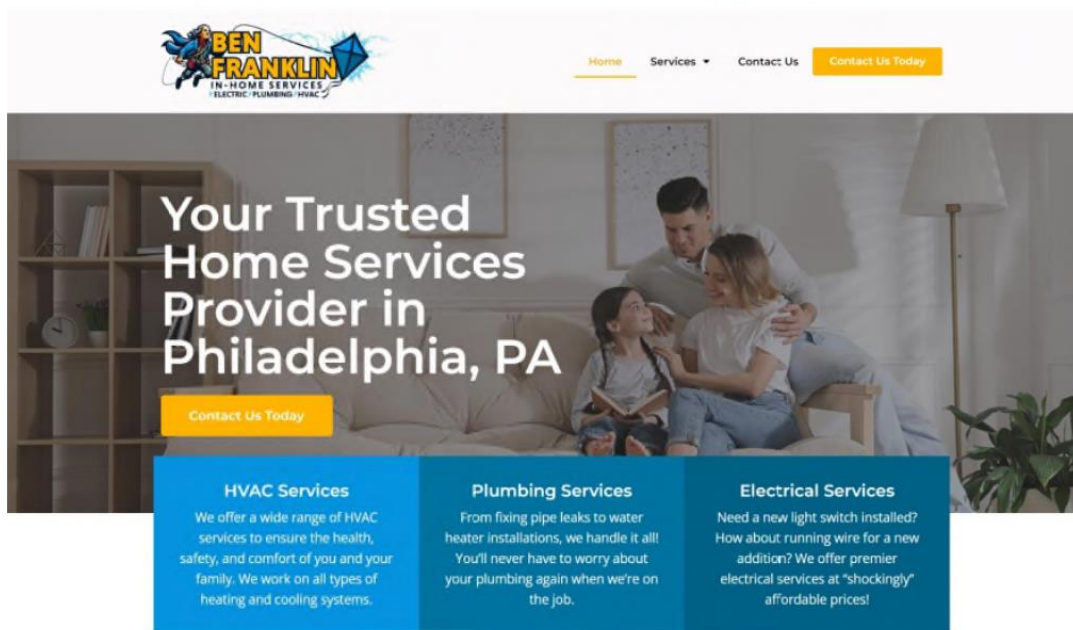 BEN
FRANKLIN
IN-HOME SERVICES
ELECTRIC PLUMBING HVAC
Home
Services
Contact Us
Contact Us Today
Your Trusted
Home Services
Provider in
Philadelphia, PA
Contact Us Today
HVAC Services
We offer a wide range of HVAC
services to ensure the health,
safety, and comfort of you and your
family. We work on all types of
heating and cooling systems.
Plumbing Services
From fixing pipe leaks to water
heater installations, we handle it all!
You'll never have to worry about
your plumbing again when we're on
the job.
Electrical Services
Need a new light switch installed?
How about running wire for a new
addition? We offer premier
electrical services at "shockingly"
affordable prices!